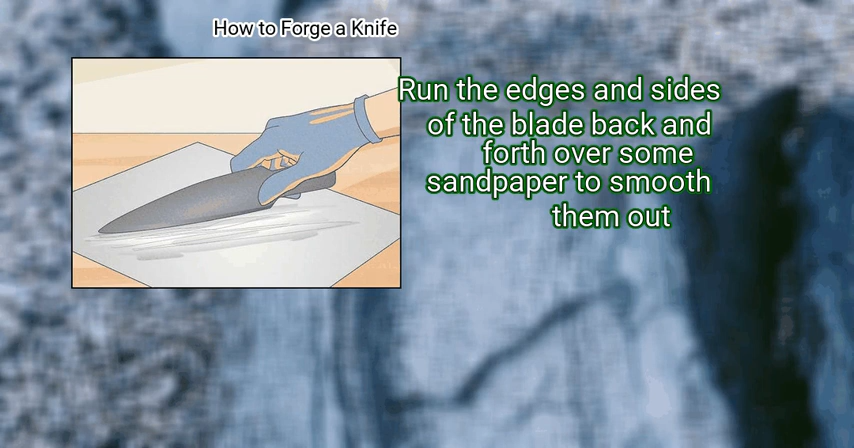 How to Forge a Knife
Run the edges and sides
of the blade back and
forth over some
sandpaper to smooth
them out